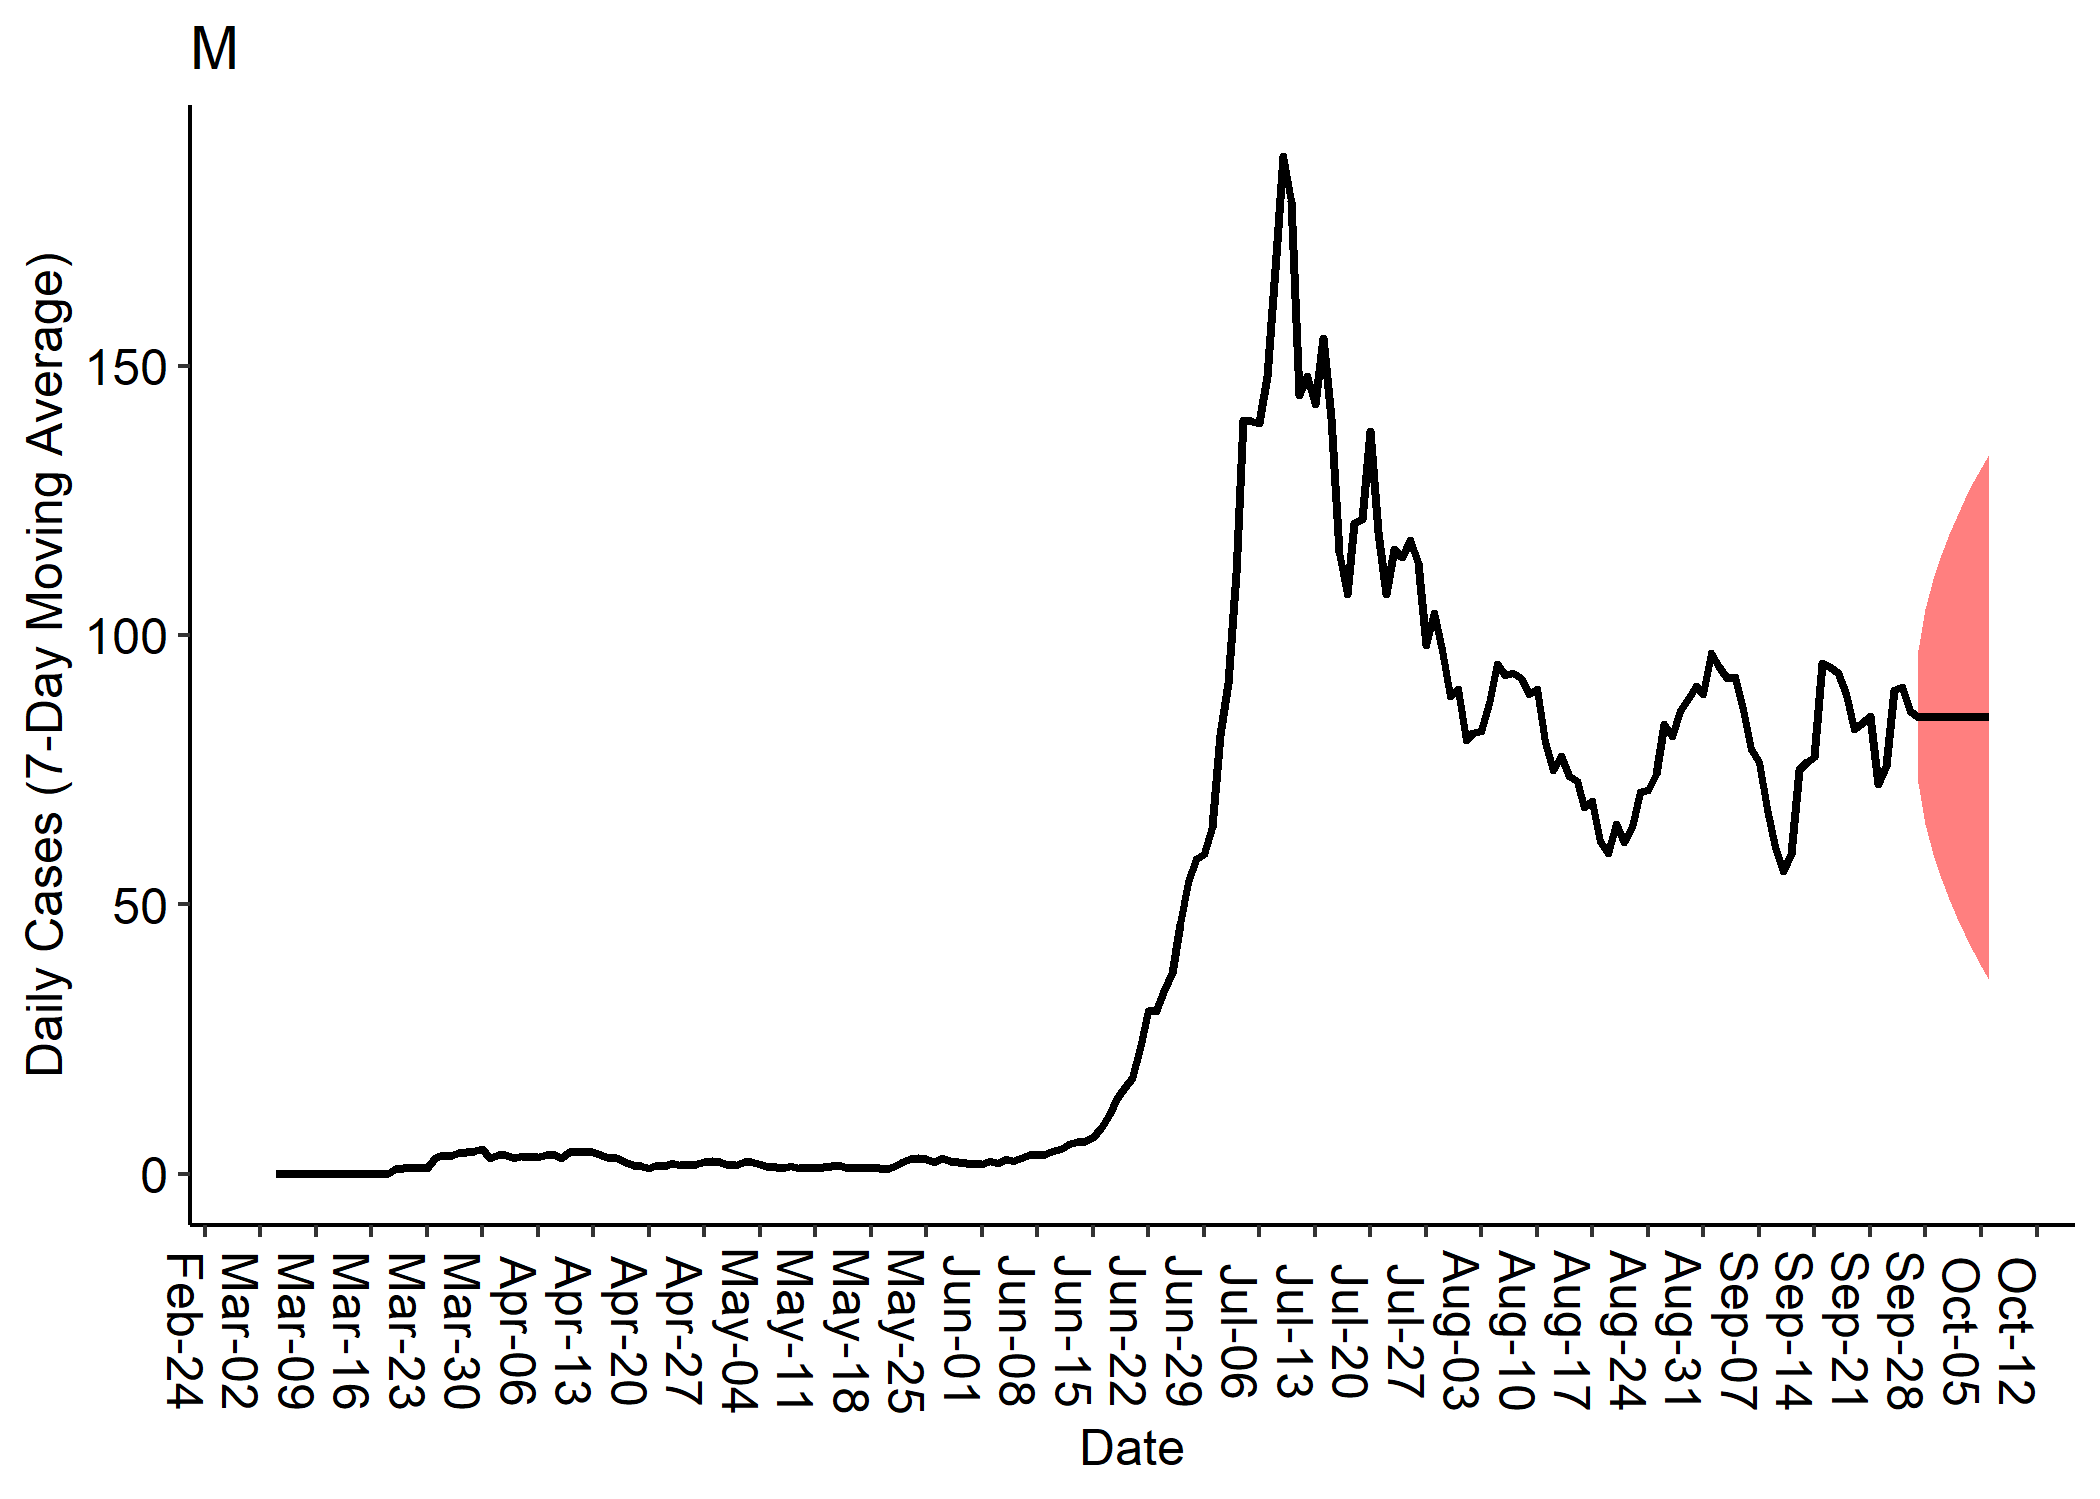 M
Daily Cases (7-Day Moving Average)
150
100
50
0
Feb-24
Mar-02
Mar-09
Mar-16
Mar-23
Mar-30
Apr-06
Apr-13
Apr-20
Apr-27
May-04
May-11
May-18
May-25
Jun-01
Jun-08
Jun-15
Jun-22
Jun-29
Jul-06
Jul-13
Jul-20
Jul-27
Aug-03
Aug-10
Aug-17
Aug-24
Aug-31
Sep-07
Sep-14
Sep-21
Sep-28
Oct-05
Oct-12
Date